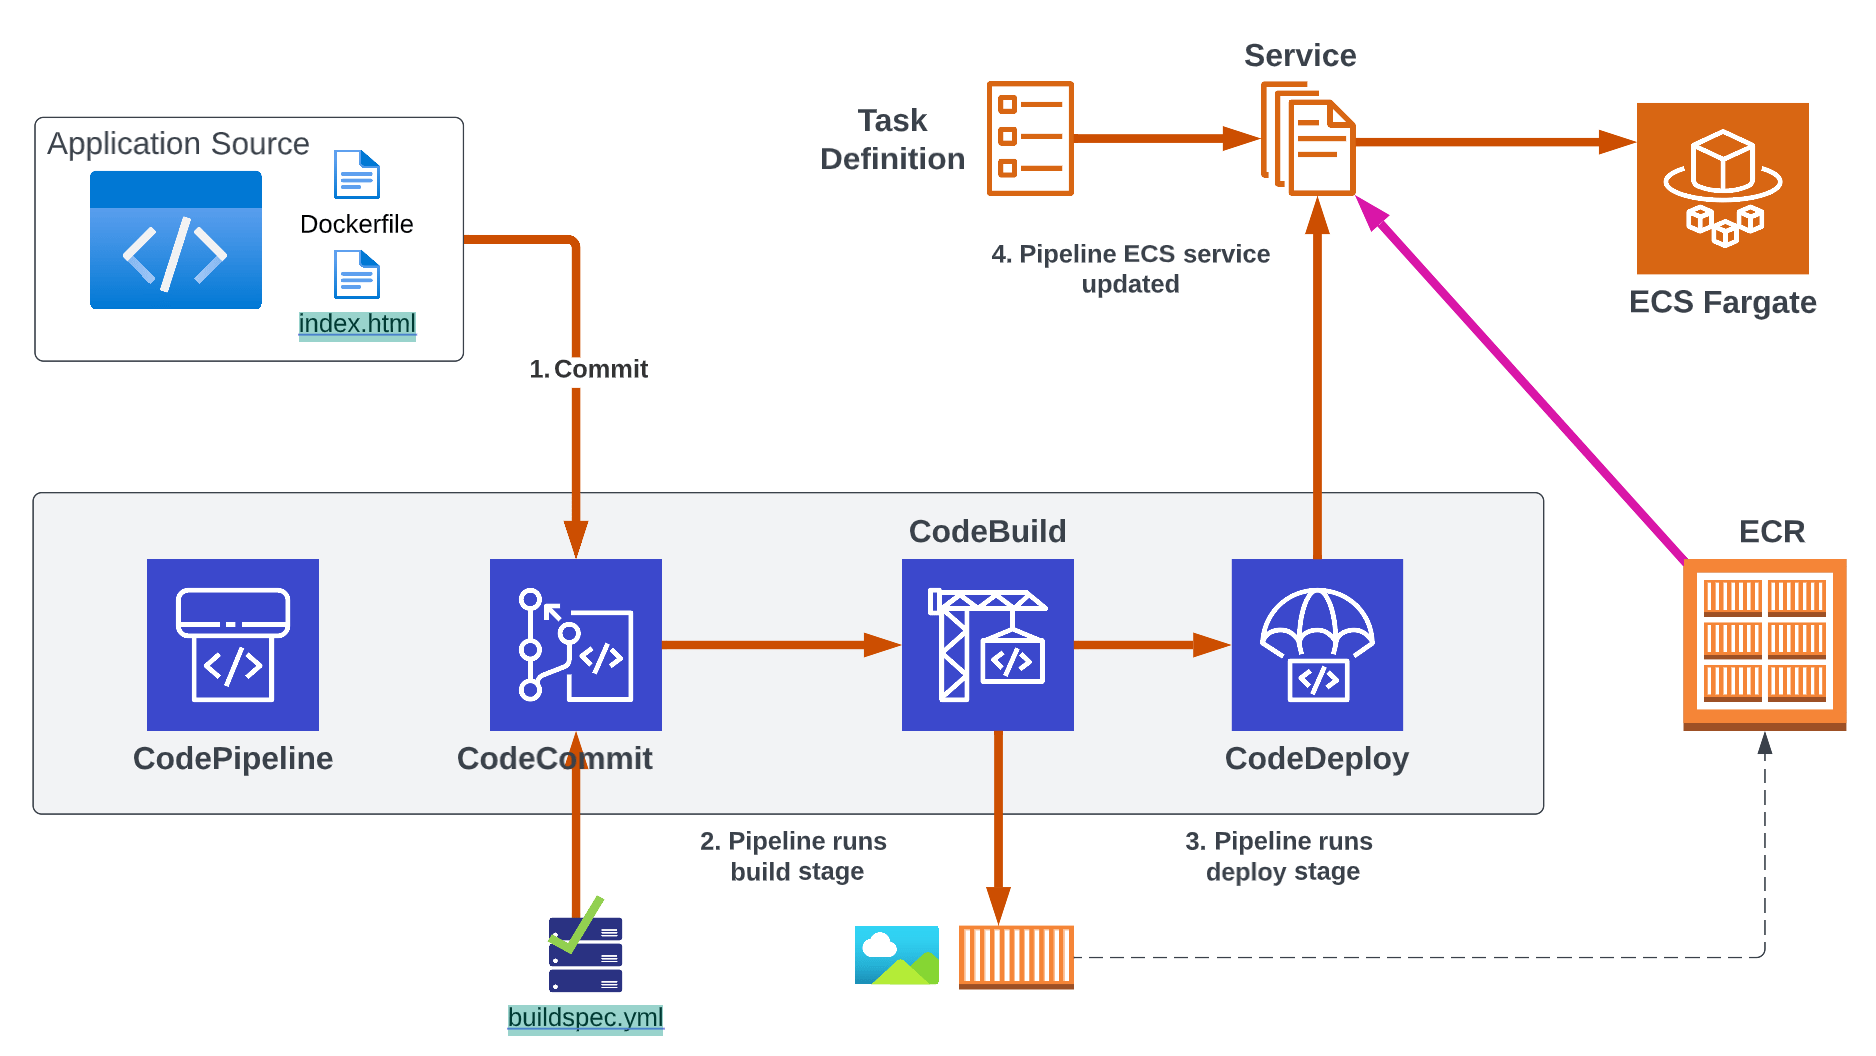 Service
Task
Definition
Application Source
Dockerfile
index.html
4. Pipeline ECS service
updated
ECS Fargate
1. Commit
CodeBuild
ECR
CodePipeline
CodeCommit
CodeDeploy
2. Pipeline runs
build stage
3. Pipeline runs
deploy stage
buildspec.yml